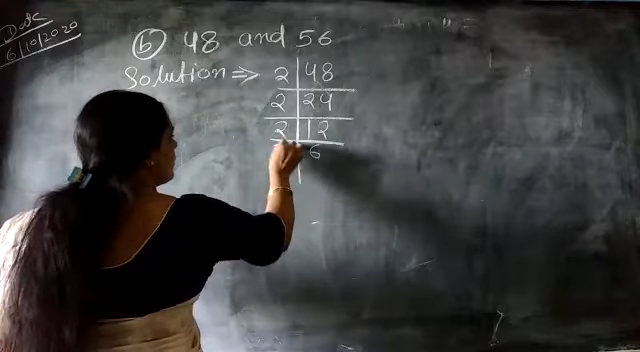 Date
6/10/2020
(b) 48 and 56
Solution ⇒ 2 | 48
2 | 24
2 | 12
6